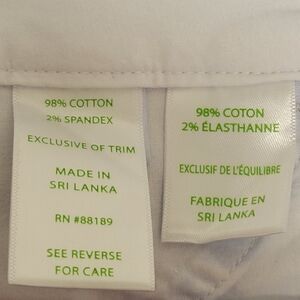 98% COTTON
2% SPANDEX
EXCLUSIVE OF TRIM
MADE IN
SRI LANKA
RN #88189
SEE REVERSE
FOR CARE
98% COTON
2% ÉLASTHANNE
EXCLUSIF DE L'ÉQUILIBRE
FABRIQUE EN
SRI LANKA